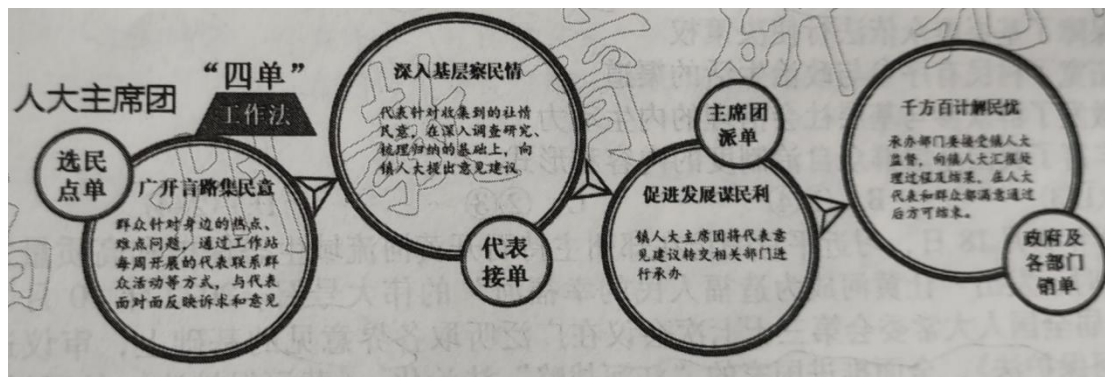 人大主席团
“四单”
工作法
选民
点单
广开言路集民意
群众针对身边的热点、
难点问题，通过工作站
每周开展的代表联系群
众活动等方式，与代表
面对面反映诉求和意见
深入基层察民情
代表针对收集到的社情
民意，在深入调查研究、
梳理归纳的基础上，向
镇人大提出意见建议
代表
接单
主席团
派单
促进发展谋民利
镇人大主席团将代表意
见建议转交相关部门进
行承办
千方百计解民忧
承办部门要接受镇人大
监督，向镇人大汇报处
理过程及结果，在人大
代表和群众都满意通过
后方可结束。
政府及
各部门
销单